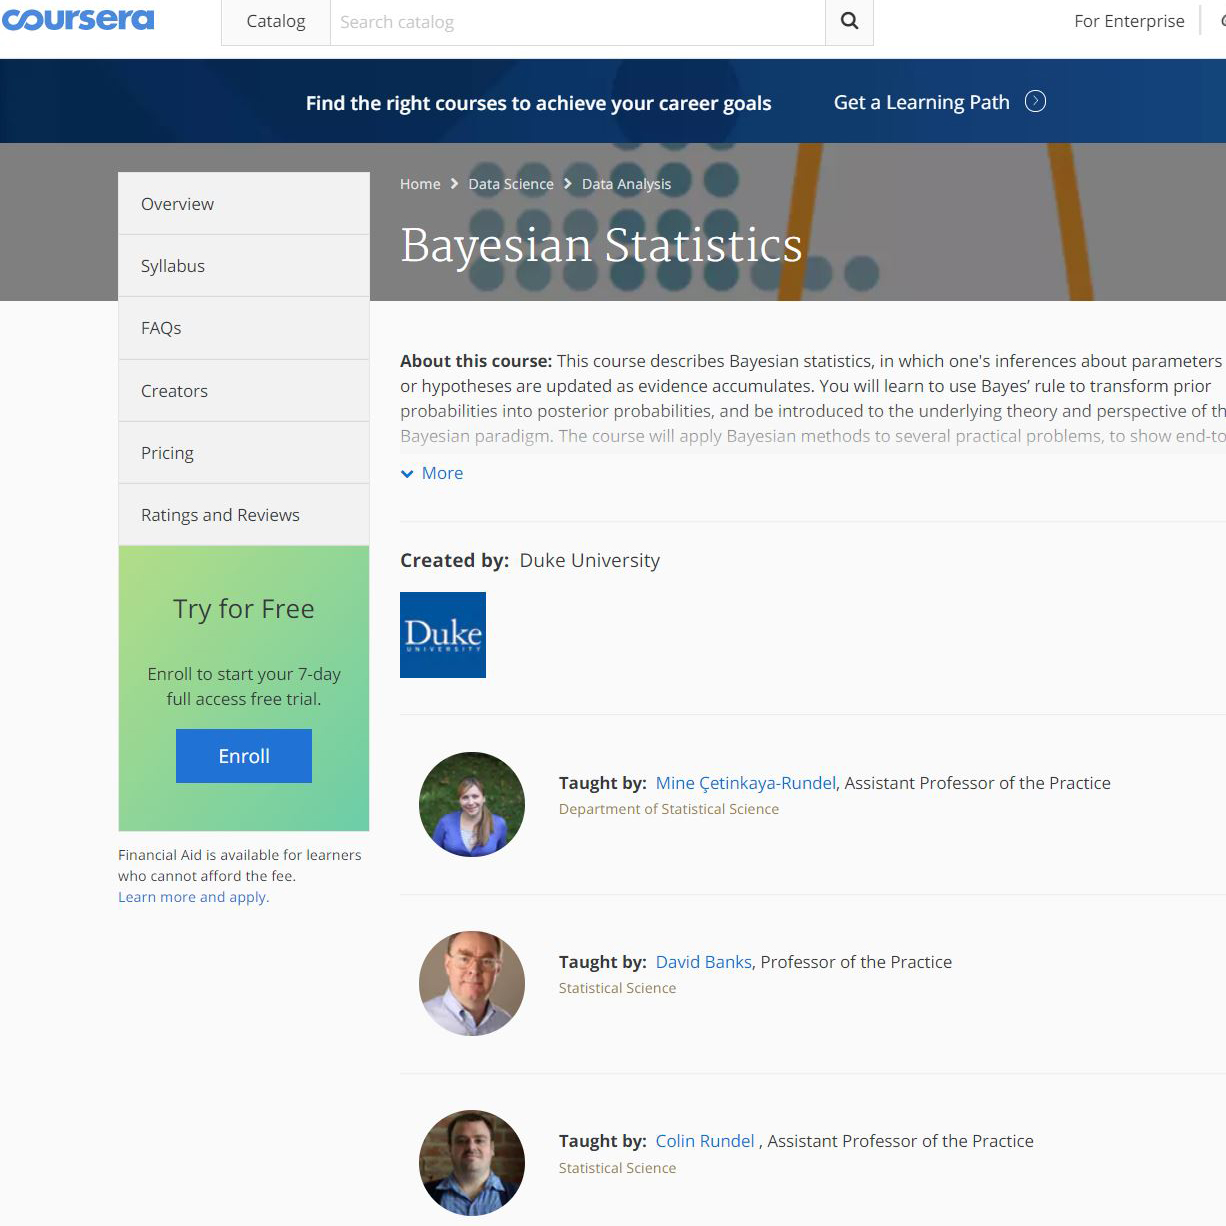 coursera
Catalog
Search catalog
For Enterprise
Find the right courses to achieve your career goals
Get a Learning Path
Overview
Syllabus
FAQs
Creators
Pricing
Ratings and Reviews
Try for Free
Enroll to start your 7-day
full access free trial.
Enroll
Financial Aid is available for learners
who cannot afford the fee.
Learn more and apply.
Home > Data Science > Data Analysis
Bayesian Statistics
About this course: This course describes Bayesian statistics, in which one's inferences about parameters
or hypotheses are updated as evidence accumulates. You will learn to use Bayes’ rule to transform prior
probabilities into posterior probabilities, and be introduced to the underlying theory and perspective of th
Bayesian paradigm. The course will apply Bayesian methods to several practical problems, to show end-to
More
Created by: Duke University
Duke
UNIVERSITY
Taught by: Mine Çetinkaya-Rundel, Assistant Professor of the Practice
Department of Statistical Science
Taught by: David Banks, Professor of the Practice
Statistical Science
Taught by: Colin Rundel , Assistant Professor of the Practice
Statistical Science